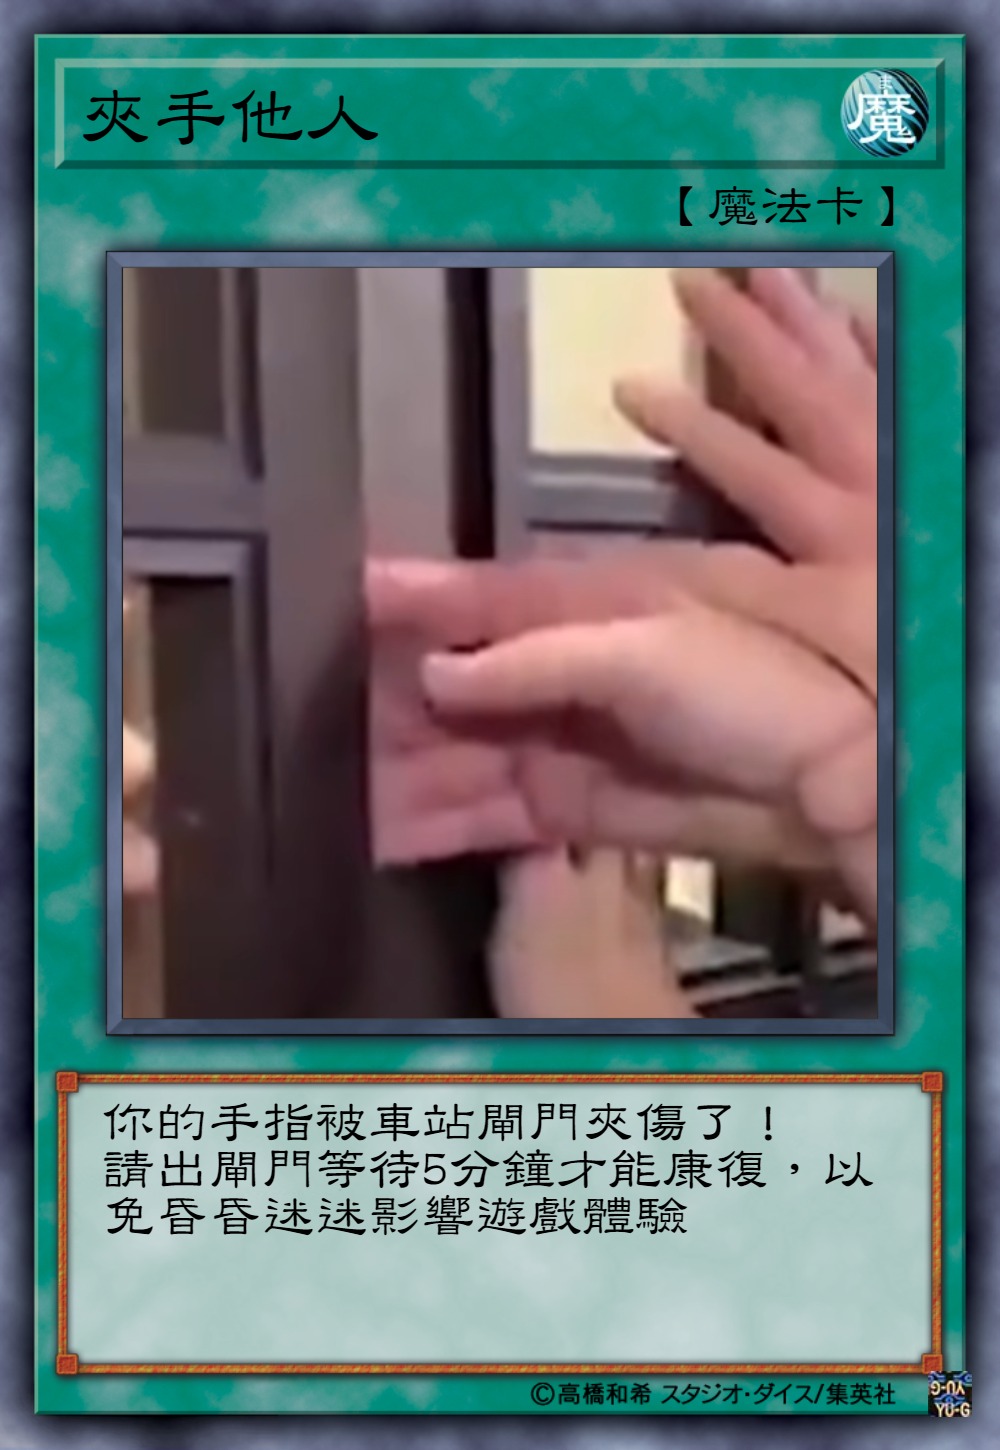 夾手他人
ま
魔
【魔法卡】
你的手指被車站閘門夾傷了！
請出閘門等待5分鐘才能康復，以
免昏昏迷迷影響遊戲體驗
©高橋和希 スタジオ・ダイス/集英社
YU-G
YU-G